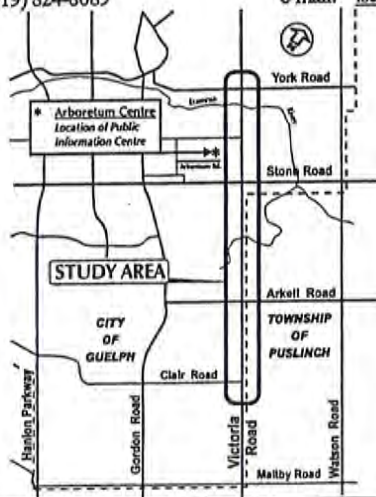 York Road
* Arboretum Centre
Location of Public
Information Centre
Stone Road
STUDY AREA
Arkell Road
CITY
OF
GUELPH
TOWNSHIP
OF
PUSLINCH
Clair Road
Hanlon Parkway
Gordon Road
Victoria
Road
Watson Road
Maltby Road